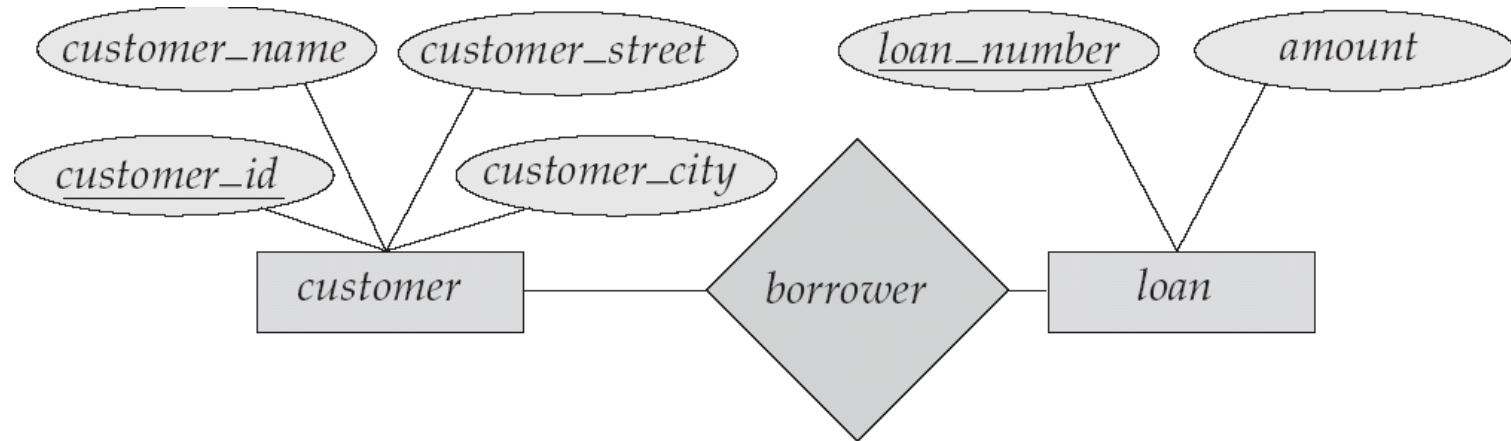 customer_name
customer_street
loan_number
amount
customer_id
customer_city
customer
borrower
loan